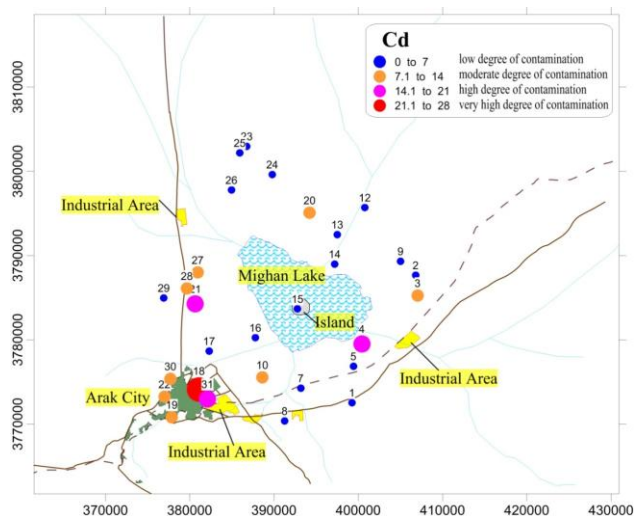 Cd
0 to 7 low degree of contamination
7.1 to 14 moderate degree of contamination
14.1 to 21 high degree of contamination
21.1 to 28 very high degree of contamination
3810000
3800000
3790000
3780000
3770000
23
25
24
26
20
12
13
Industrial Area
14
9
2
27
Mighan Lake
28
3
29
21
15
Island
4
16
17
5
Industrial Area
30
10
18
Arak City
22
31
7
19
1
8
Industrial Area
370000 380000 390000 400000 410000 420000 430000